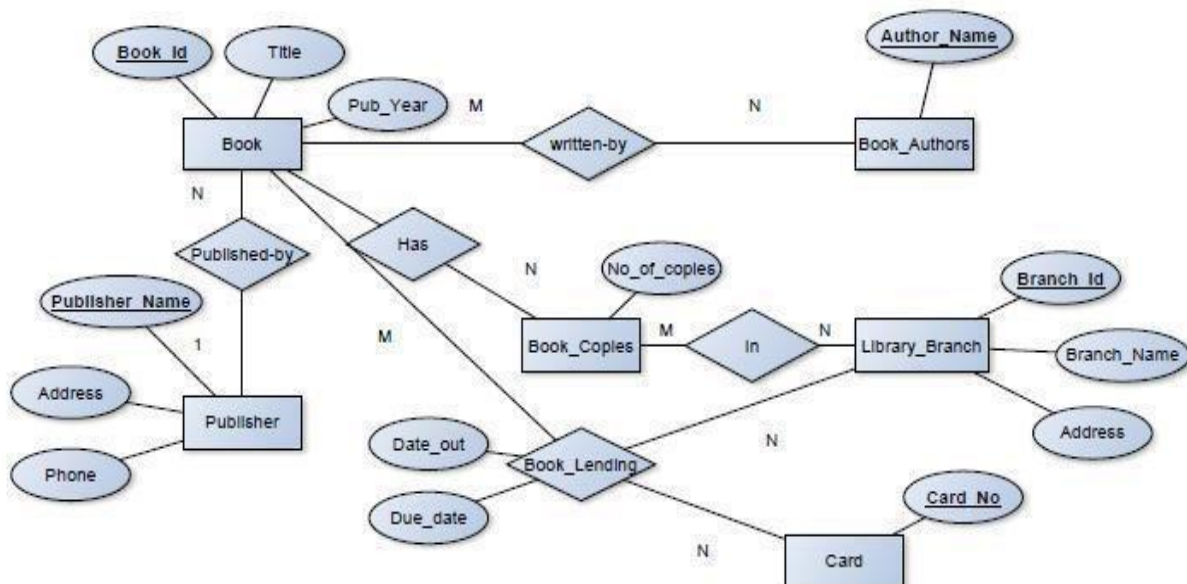 Author_Name
Book_Id
Title
Pub_Year
M
N
Book
written-by
Book_Authors
N
Has
Published-by
N
No_of_copies
Branch_Id
Publisher_Name
M
M
N
1
Book_Copies
In
Library_Branch
Branch_Name
Address
Publisher
Date_out
N
Address
Book_Lending
Phone
Card_No
Due_date
N
Card